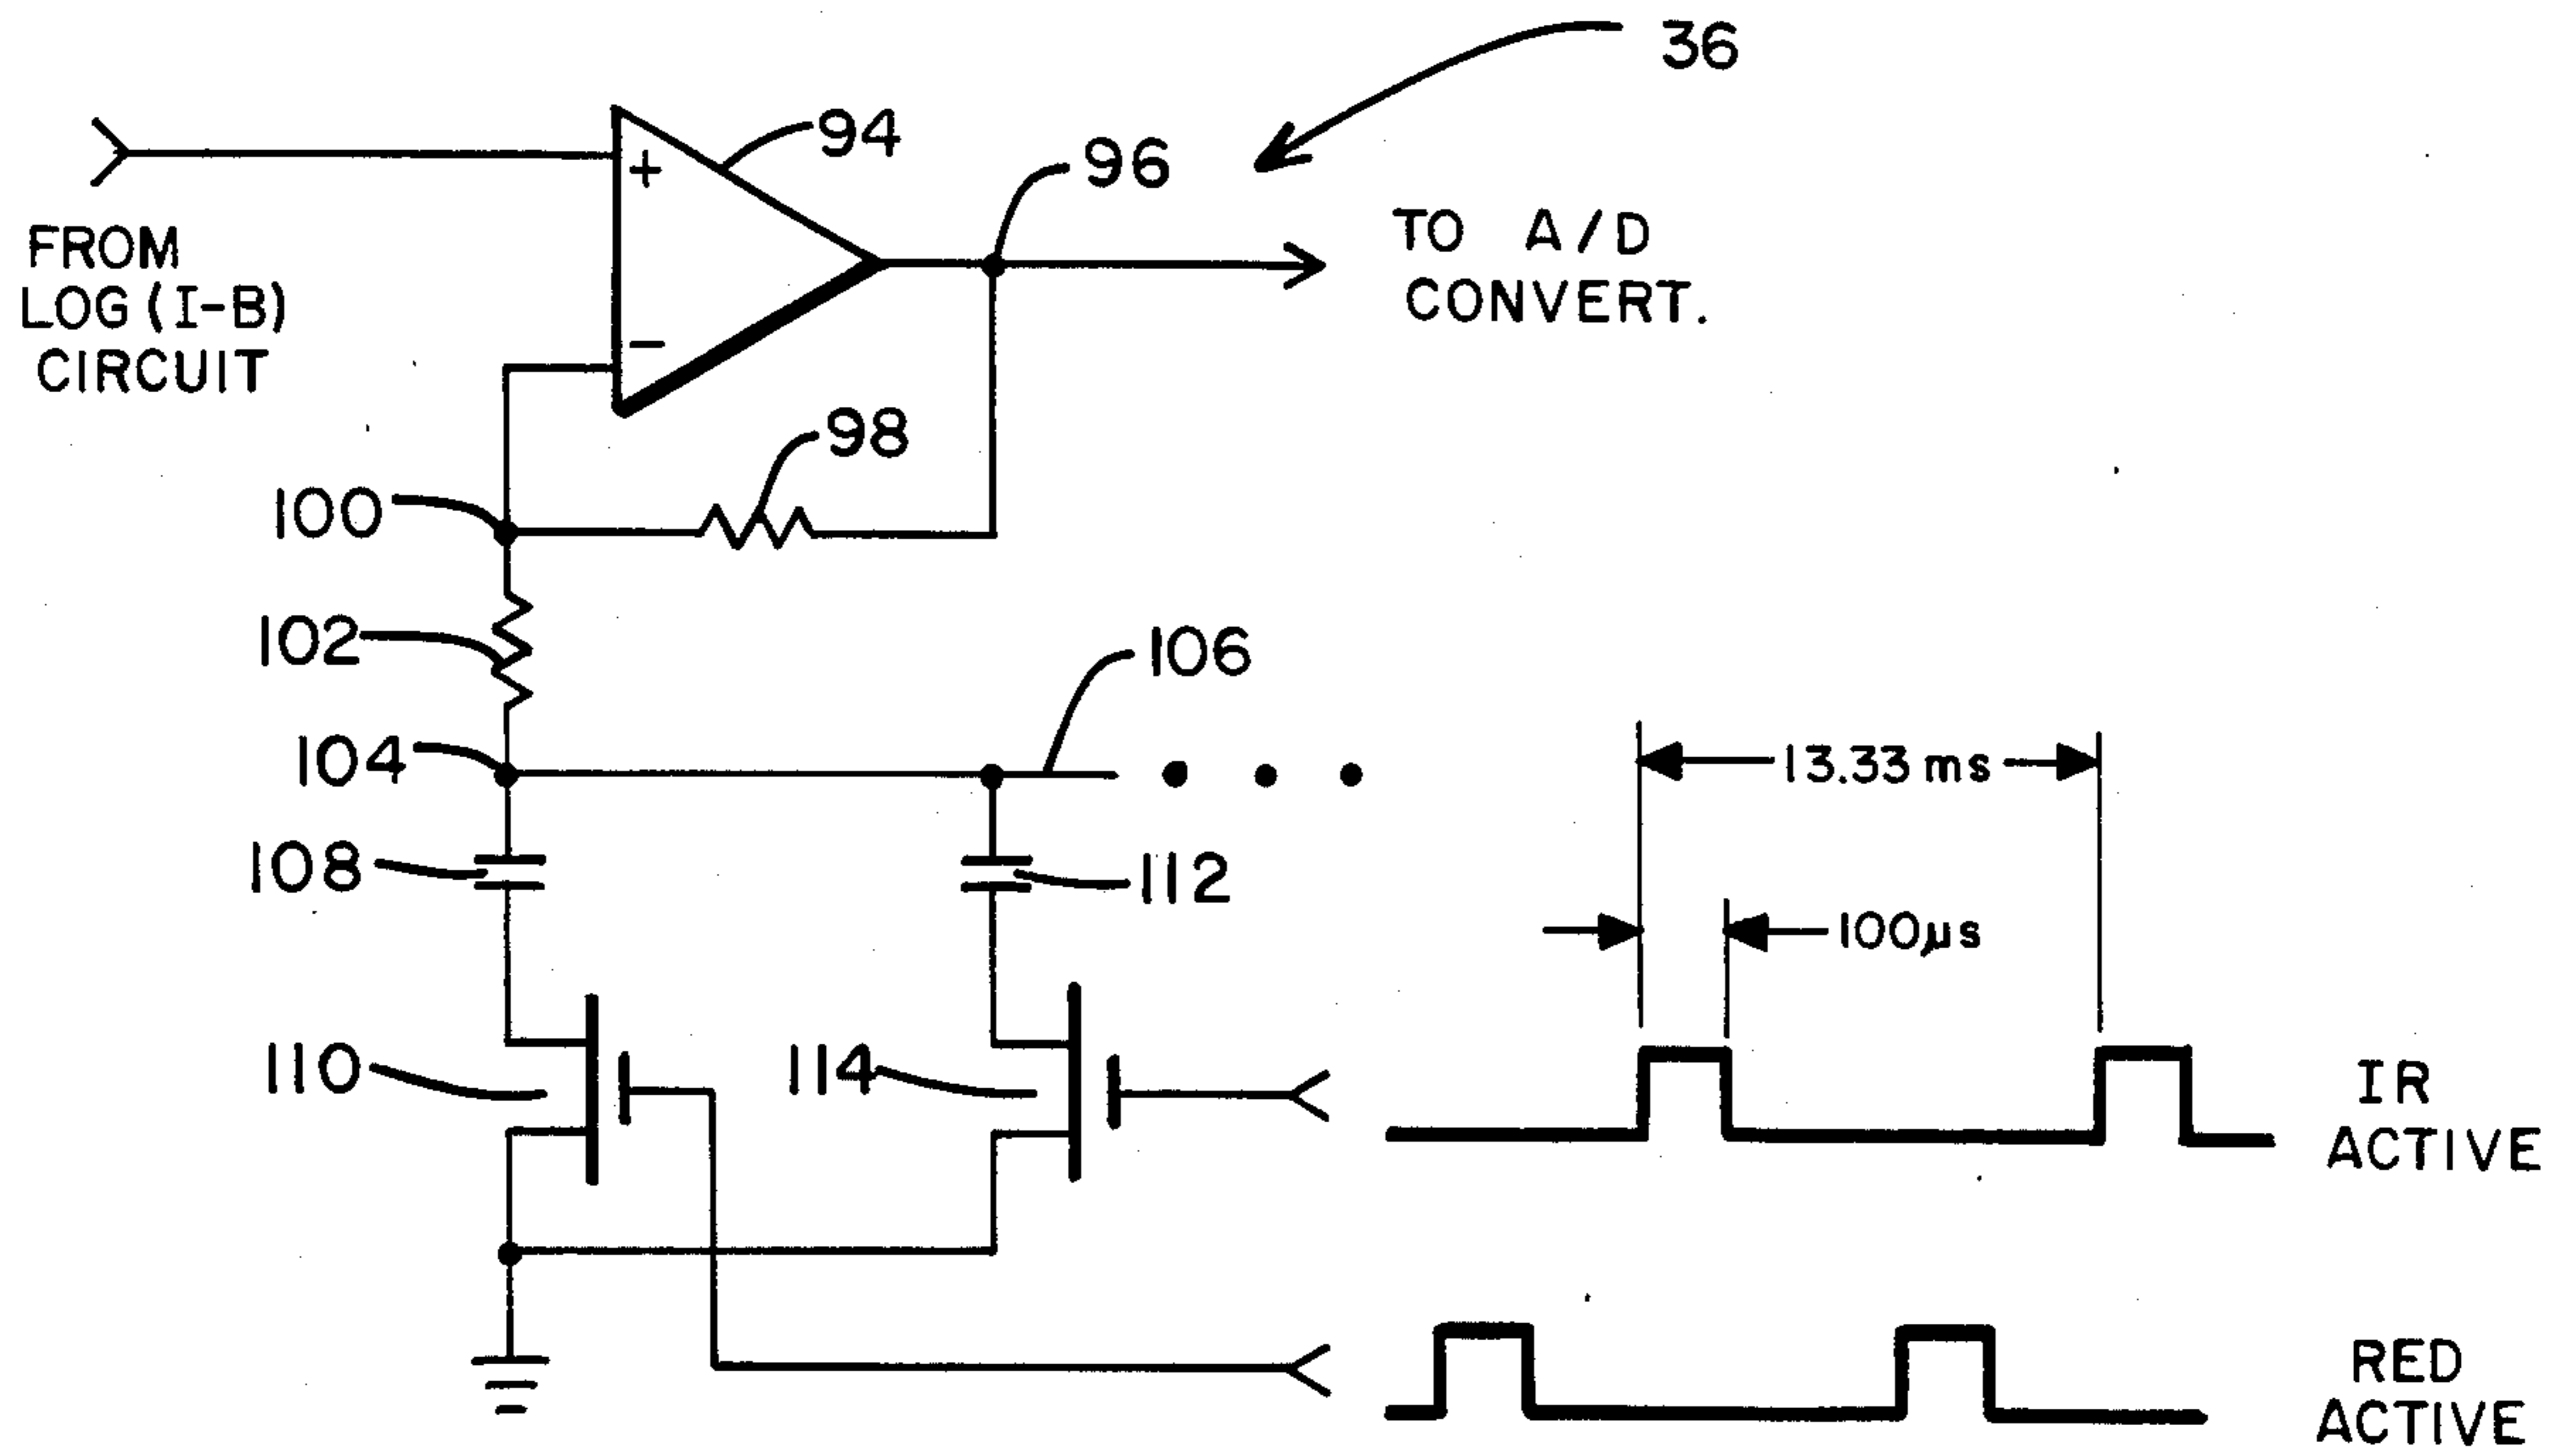 36
94
96
+
FROM
LOG (I-B)
CIRCUIT
TO A/D
CONVERT.
−
98
100
102
106
104
13.33 ms
108
112
100μs
110
114
IR
ACTIVE
RED
ACTIVE